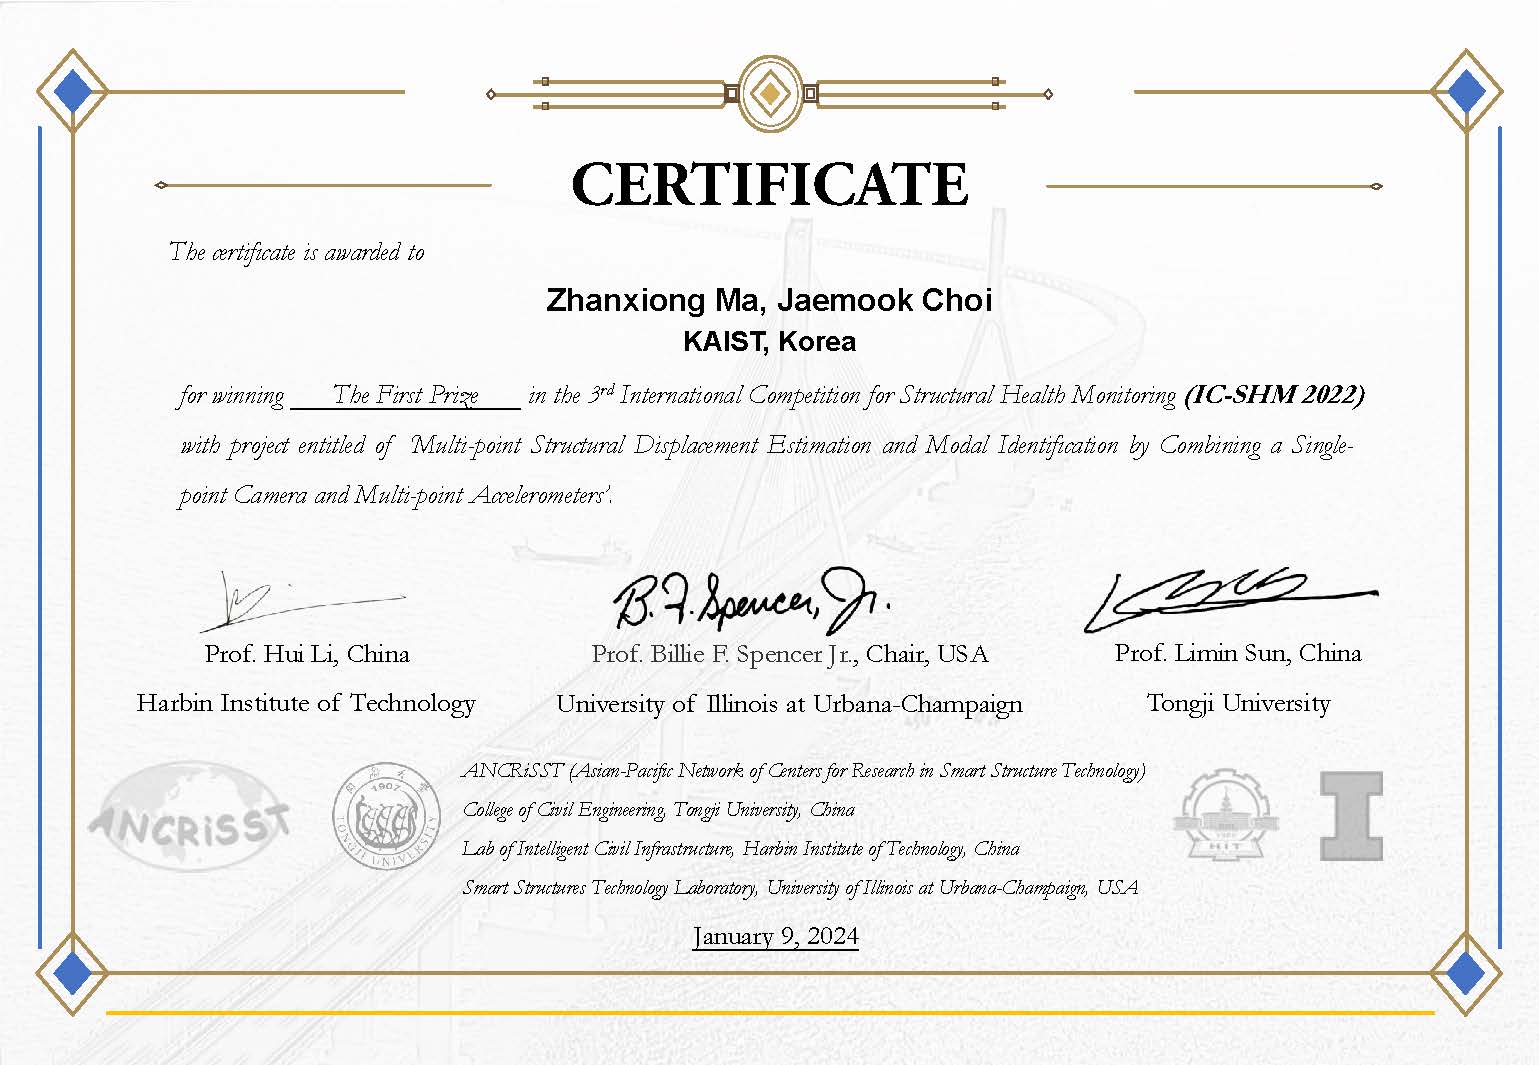 CERTIFICATE
The certificate is awarded to
Zhanxiong Ma, Jaemook Choi
KAIST, Korea
for winning The First Prize in the 3rd International Competition for Structural Health Monitoring (IC-SHM 2022)
with project entitled of 'Multi-point Structural Displacement Estimation and Modal Identification by Combining a Single-
point Camera and Multi-point Accelerometers'.
B. F. Spencer, Jr.
Prof. Hui Li, China
Prof. Billie F. Spencer Jr., Chair, USA
Prof. Limin Sun, China
Harbin Institute of Technology
University of Illinois at Urbana-Champaign
Tongji University
ANCRiSST
1907
TONGJI UNIVERSITY
ANCRiSST (Asian-Pacific Network of Centers for Research in Smart Structure Technology)
College of Civil Engineering, Tongji University, China
Lab of Intelligent Civil Infrastructure, Harbin Institute of Technology, China
Smart Structures Technology Laboratory, University of Illinois at Urbana-Champaign, USA
HIT
I
January 9, 2024